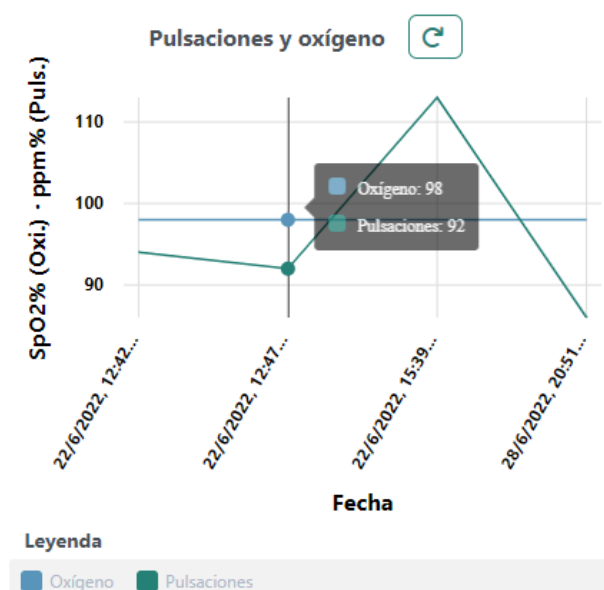 Pulsaciones y oxígeno
SpO2% (Oxi.) - ppm% (Puls.)
110
100
90
Oxígeno: 98
Pulsaciones: 92
22/6/2022, 12:42...
22/6/2022, 12:47...
22/6/2022, 15:39...
28/6/2022, 20:51...
Fecha
Leyenda
Oxígeno Pulsaciones